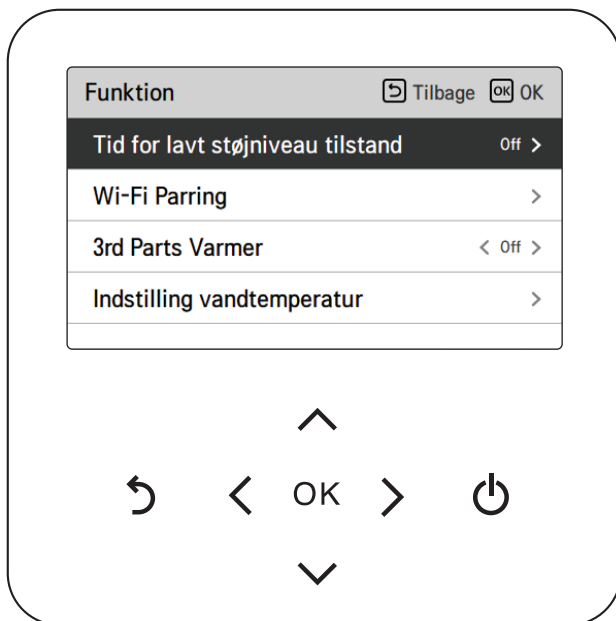 Funktion Tilbage OK OK
Tid for lavt støjniveau tilstand Off >
Wi-Fi Parring >
3rd Parts Varmer < Off >
Indstilling vandtemperatur >
OK